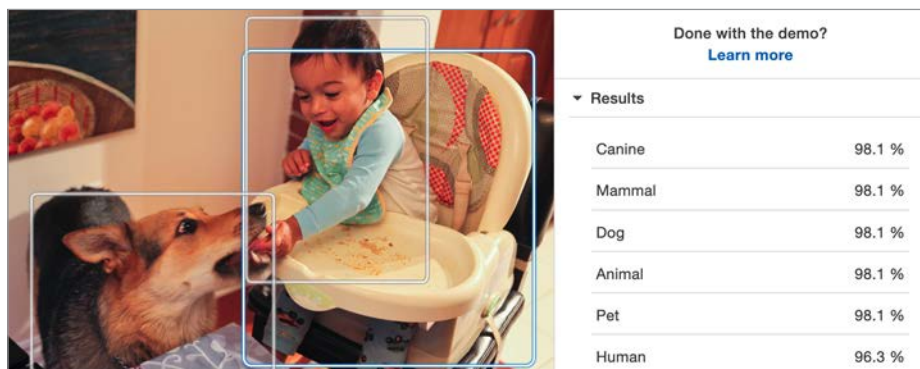 Done with the demo?
Learn more
Results
Canine 98.1 %
Mammal 98.1 %
Dog 98.1 %
Animal 98.1 %
Pet 98.1 %
Human 96.3 %